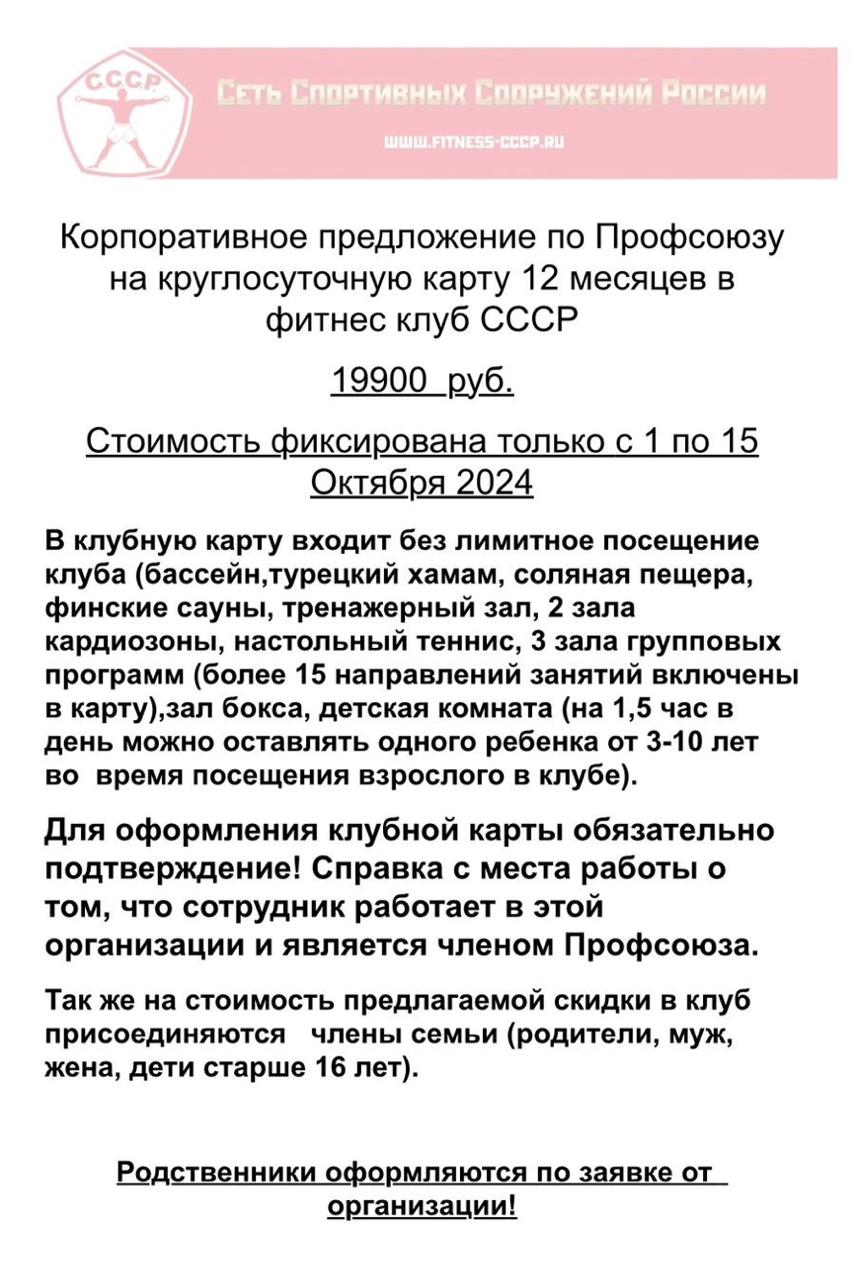 С.С.С.Р.
Сеть Спортивных Сооружений России
WWW.FITNESS-CCCP.RU
Корпоративное предложение по Профсоюзу
на круглосуточную карту 12 месяцев в
фитнес клуб СССР
19900 руб.
Стоимость фиксирована только с 1 по 15
Октября 2024
В клубную карту входит без лимитное посещение
клуба (бассейн,турецкий хамам, соляная пещера,
финские сауны, тренажерный зал, 2 зала
кардиозоны, настольный теннис, 3 зала групповых
программ (более 15 направлений занятий включены
в карту),зал бокса, детская комната (на 1,5 час в
день можно оставлять одного ребенка от 3-10 лет
во время посещения взрослого в клубе).
Для оформления клубной карты обязательно
подтверждение! Справка с места работы о
том, что сотрудник работает в этой
организации и является членом Профсоюза.
Так же на стоимость предлагаемой скидки в клуб
присоединяются члены семьи (родители, муж,
жена, дети старше 16 лет).
Родственники оформляются по заявке от
организации!